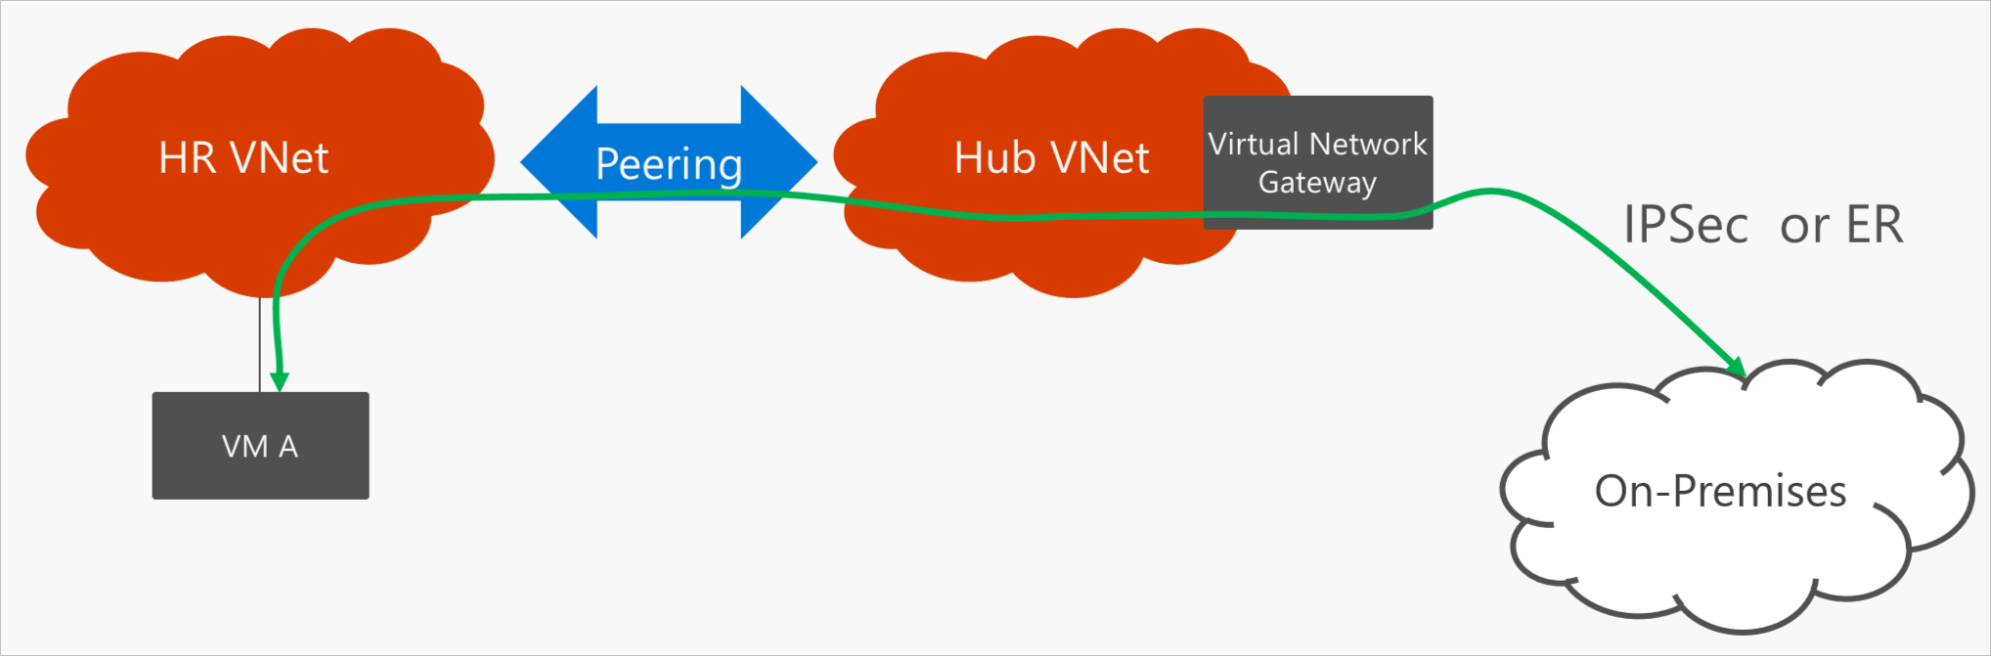 HR VNet
Peering
Hub VNet
Virtual Network
Gateway
IPSec or ER
VM A
On-Premises